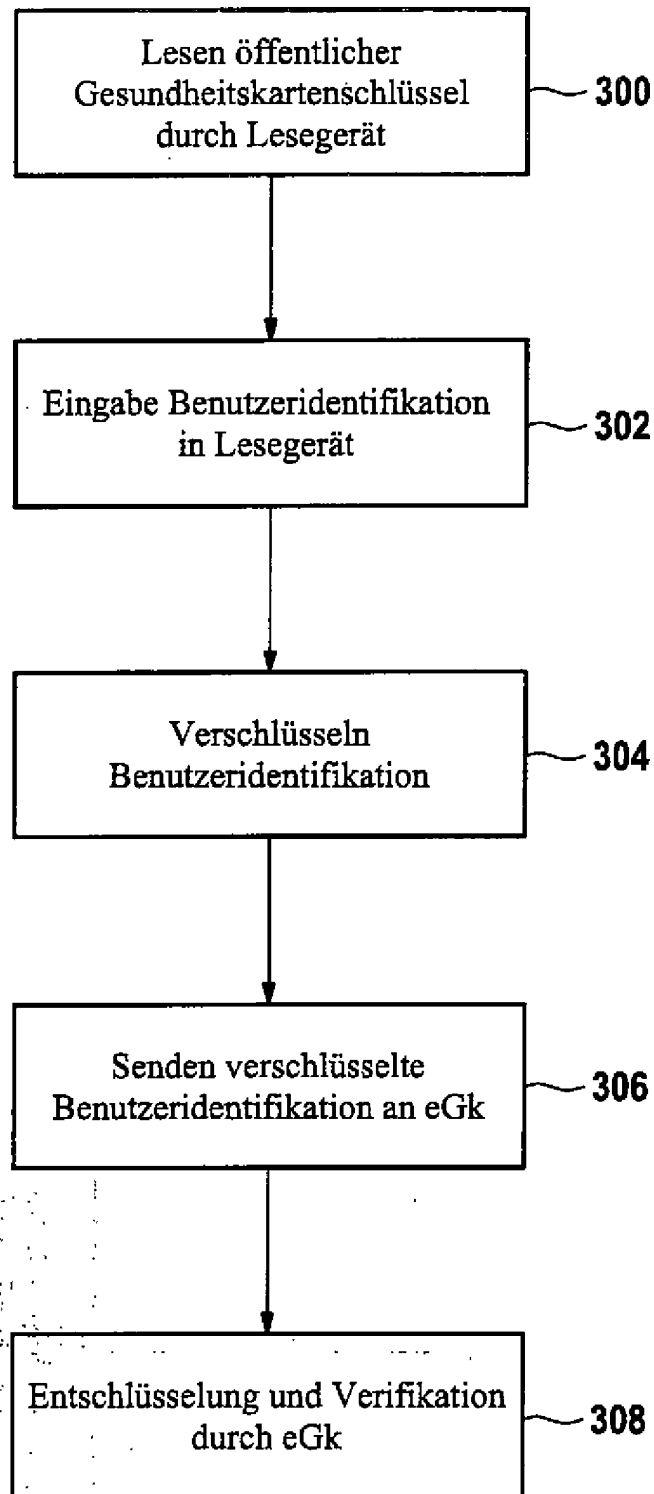 Lesen öffentlicher
Gesundheitskartenschlüssel
durch Lesegerät
300
Eingabe Benutzeridentifikation
in Lesegerät
302
Verschlüsseln
Benutzeridentifikation
304
Senden verschlüsselte
Benutzeridentifikation an eGk
306
Entschlüsselung und Verifikation
durch eGk
308